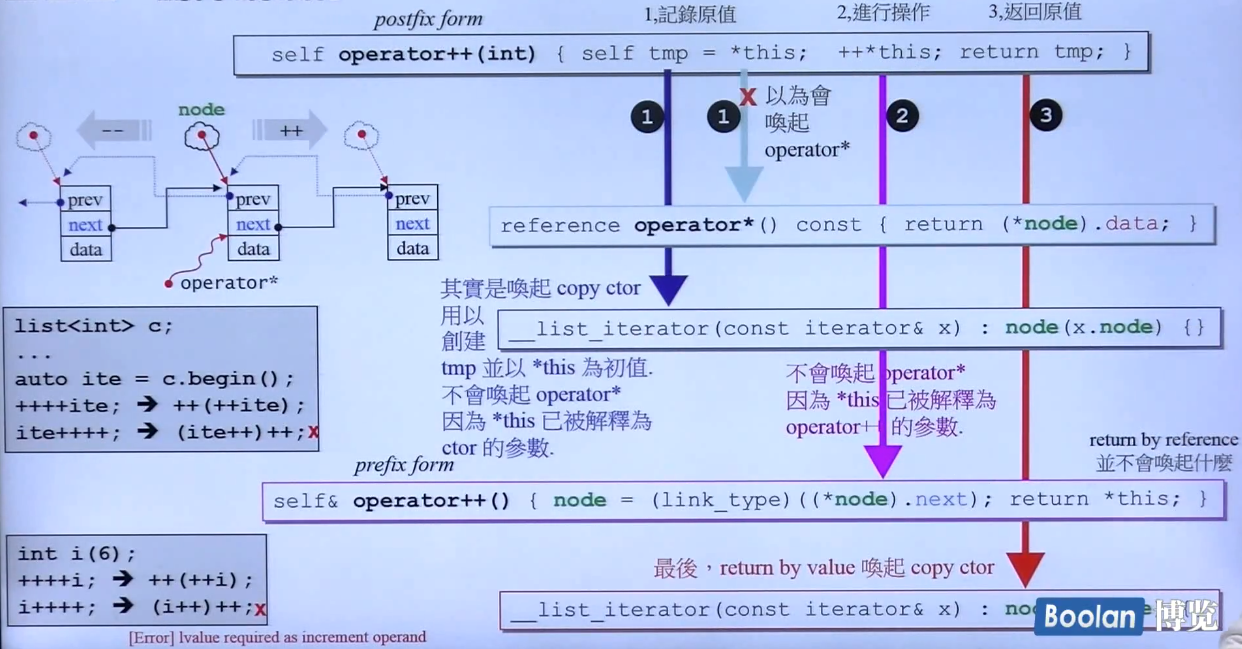 postfix form
1,記錄原值
2,進行操作
3,返回原值
self operator++(int) { self tmp = *this; ++*this; return tmp; }
1
1
x 以為會
喚起
operator*
2
3
node
--
++
prev
next
data
prev
next
data
prev
next
data
operator*
reference operator*() const { return (*node).data; }
其實是喚起 copy ctor
用以
創建
tmp 並以 *this 為初值.
不會喚起 operator*
因為 *this 已被解釋為
ctor 的參數.
__list_iterator(const iterator& x) : node(x.node) {}
不會喚起 operator*
因為 *this 已被解釋為
operator++ 的參數.
list<int> c;
...
auto ite = c.begin();
++++ite; ➔ ++(++ite);
ite++++; ➔ (ite++)++;x
return by reference
並不會喚起什麼
prefix form
self& operator++() { node = (link_type)((*node).next); return *this; }
int i(6);
++++i; ➔ ++(++i);
i++++; ➔ (i++)++;x
[Error] lvalue required as increment operand
最後，return by value 喚起 copy ctor
__list_iterator(const iterator& x) :
Boolan 博览